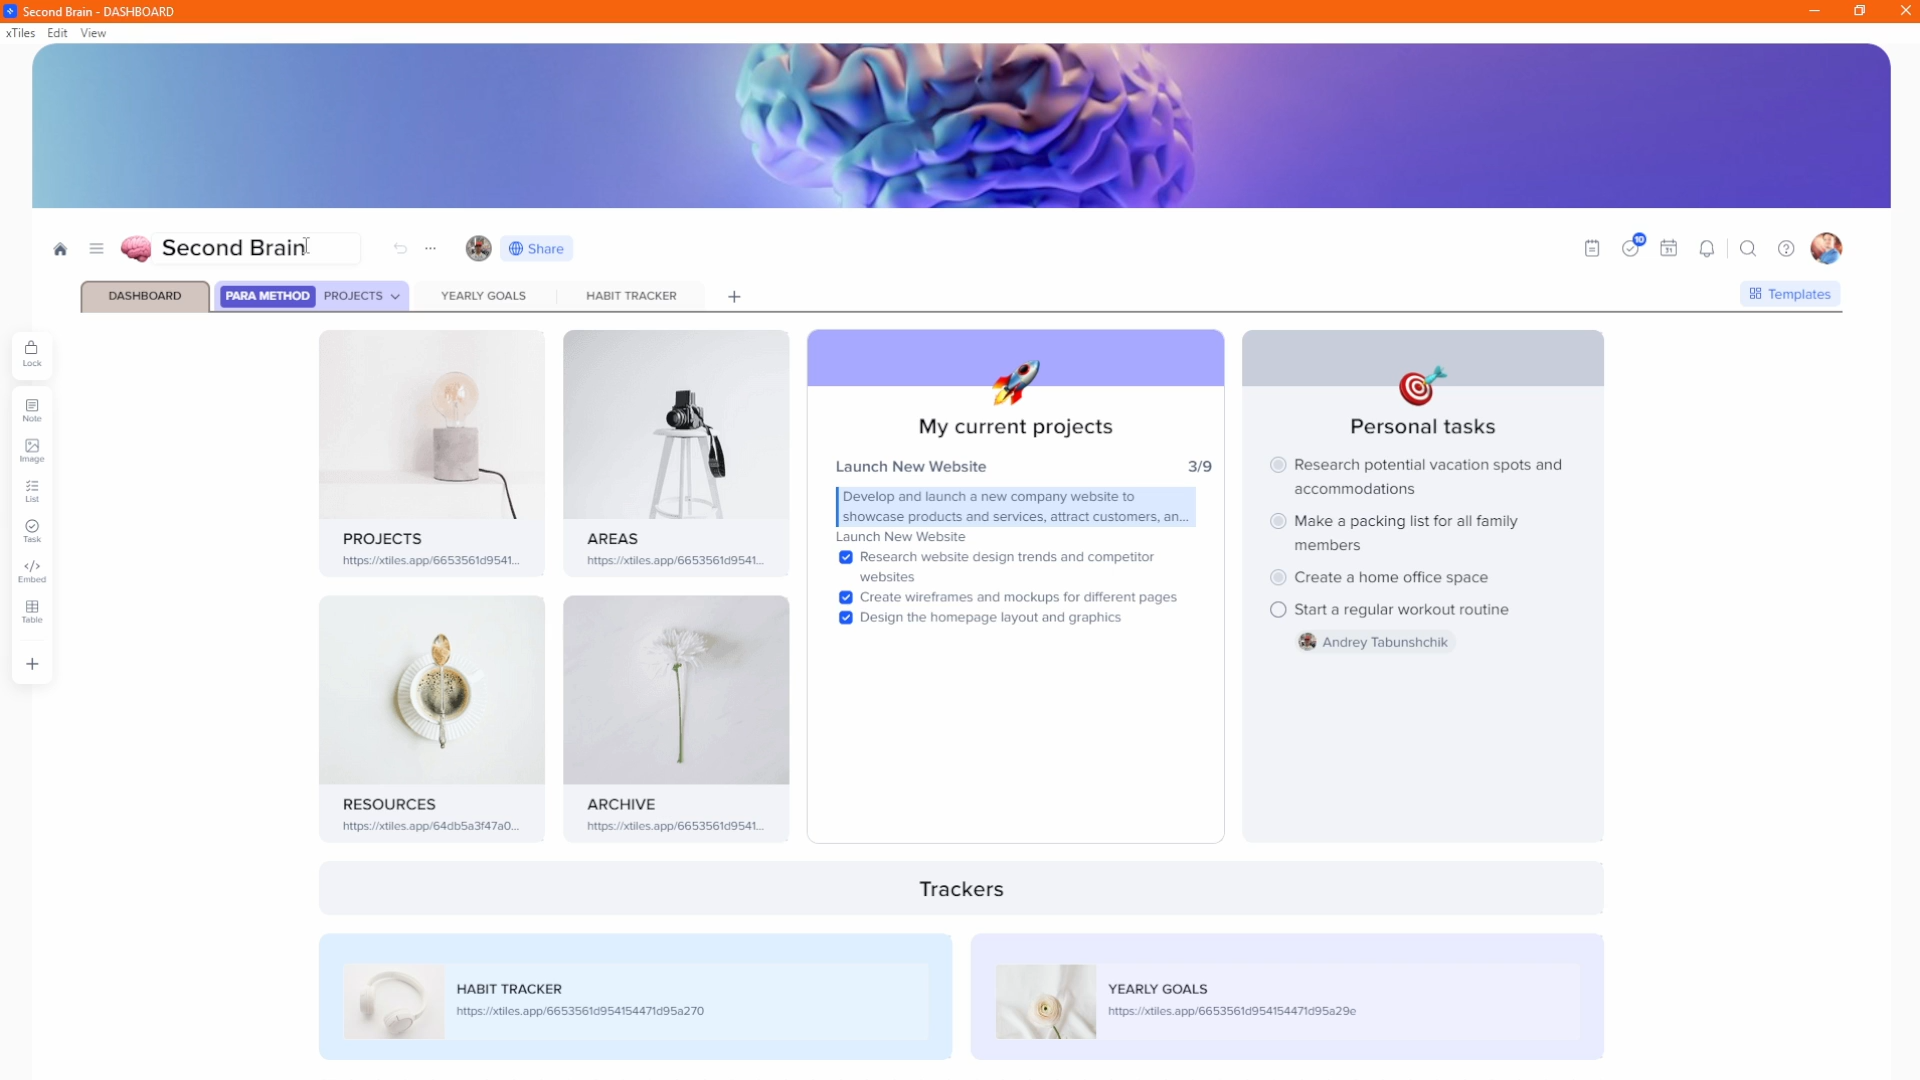 Second Brain - DASHBOARD
xTiles Edit View
Second Brain
Share
10
31
DASHBOARD
PARA METHOD PROJECTS
YEARLY GOALS
HABIT TRACKER
Templates
Lock
Note
Image
List
Task
Embed
Table
PROJECTS
https://xtiles.app/6653561d9541...
AREAS
https://xtiles.app/6653561d9541...
RESOURCES
https://xtiles.app/64db5a3f47a0...
ARCHIVE
https://xtiles.app/6653561d9541...
My current projects
Launch New Website 3/9
Develop and launch a new company website to
showcase products and services, attract customers, an...
Launch New Website
Research website design trends and competitor
websites
Create wireframes and mockups for different pages
Design the homepage layout and graphics
Personal tasks
Research potential vacation spots and
accommodations
Make a packing list for all family
members
Create a home office space
Start a regular workout routine
Andrey Tabunshchik
Trackers
HABIT TRACKER
https://xtiles.app/6653561d954154471d95a270
YEARLY GOALS
https://xtiles.app/6653561d954154471d95a29e